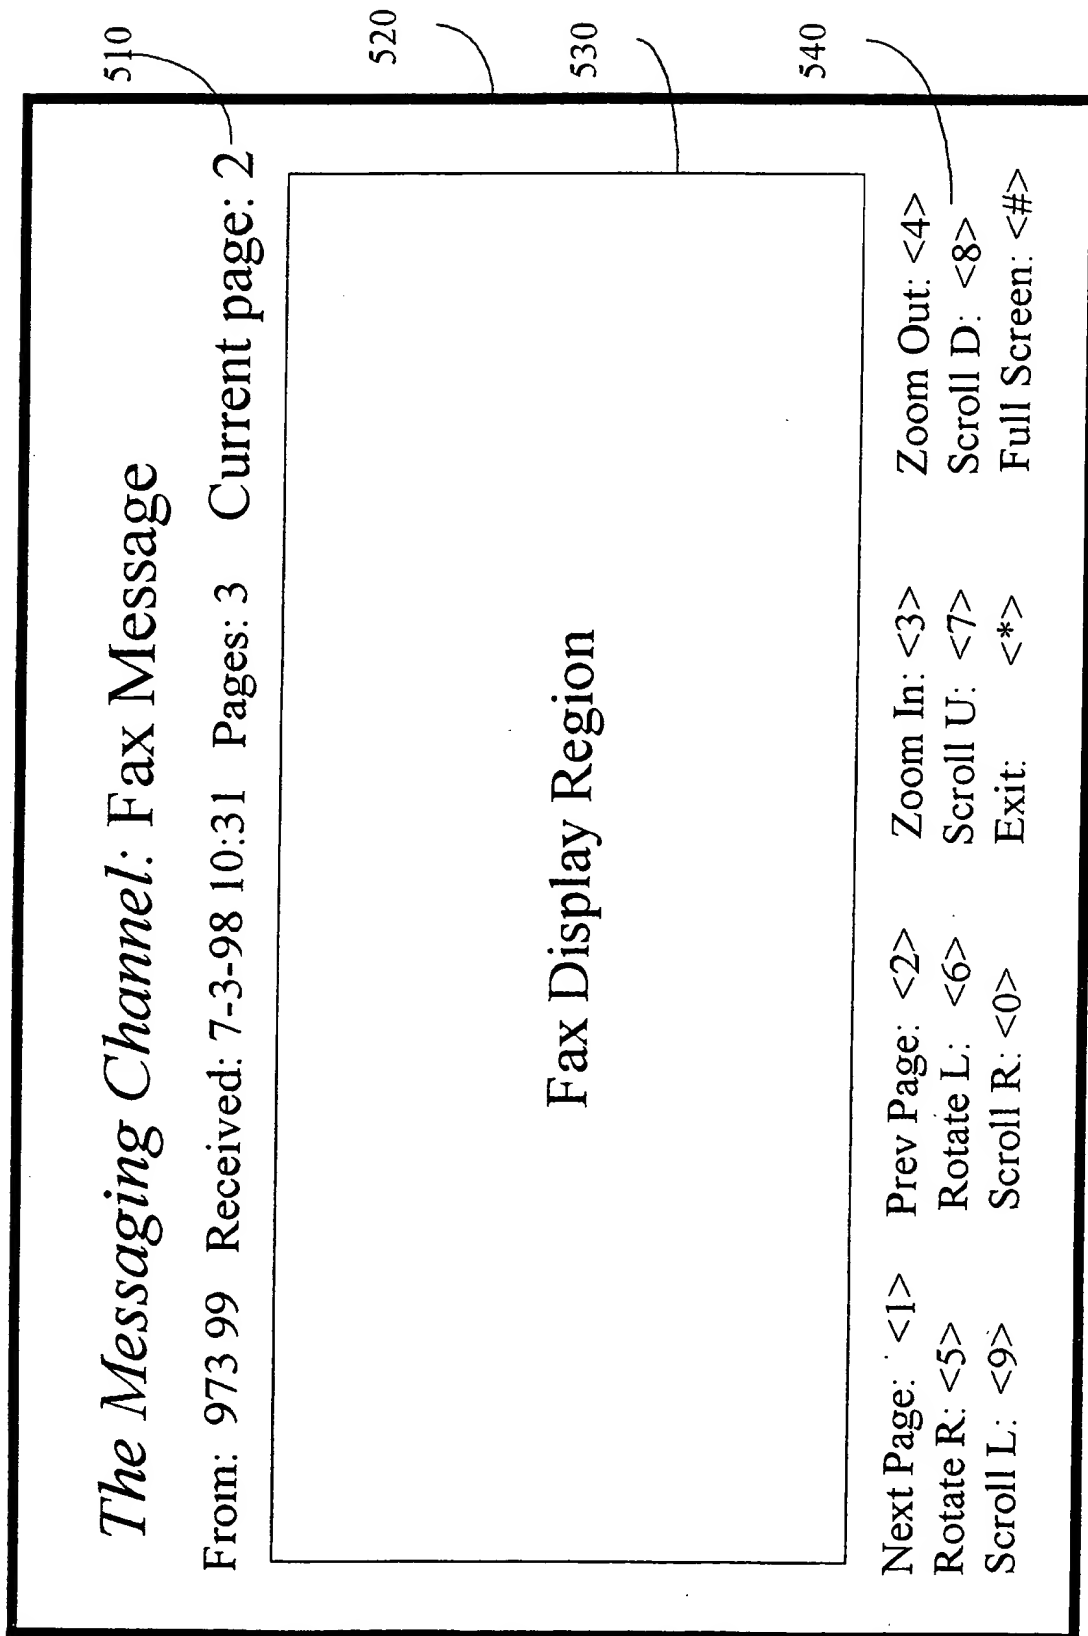 The Messaging Channel: Fax Message
From: 973 99 Received: 7-3-98 10:31 Pages: 3 Current page: 2
Fax Display Region
Next Page: <1> Prev Page: <2> Zoom In: <3> Zoom Out: <4>
Rotate R: <5> Rotate L: <6> Scroll U: <7> Scroll D: <8>
Scroll L: <9> Scroll R: <0> Exit: <*> Full Screen: <#>
510
520
530
540